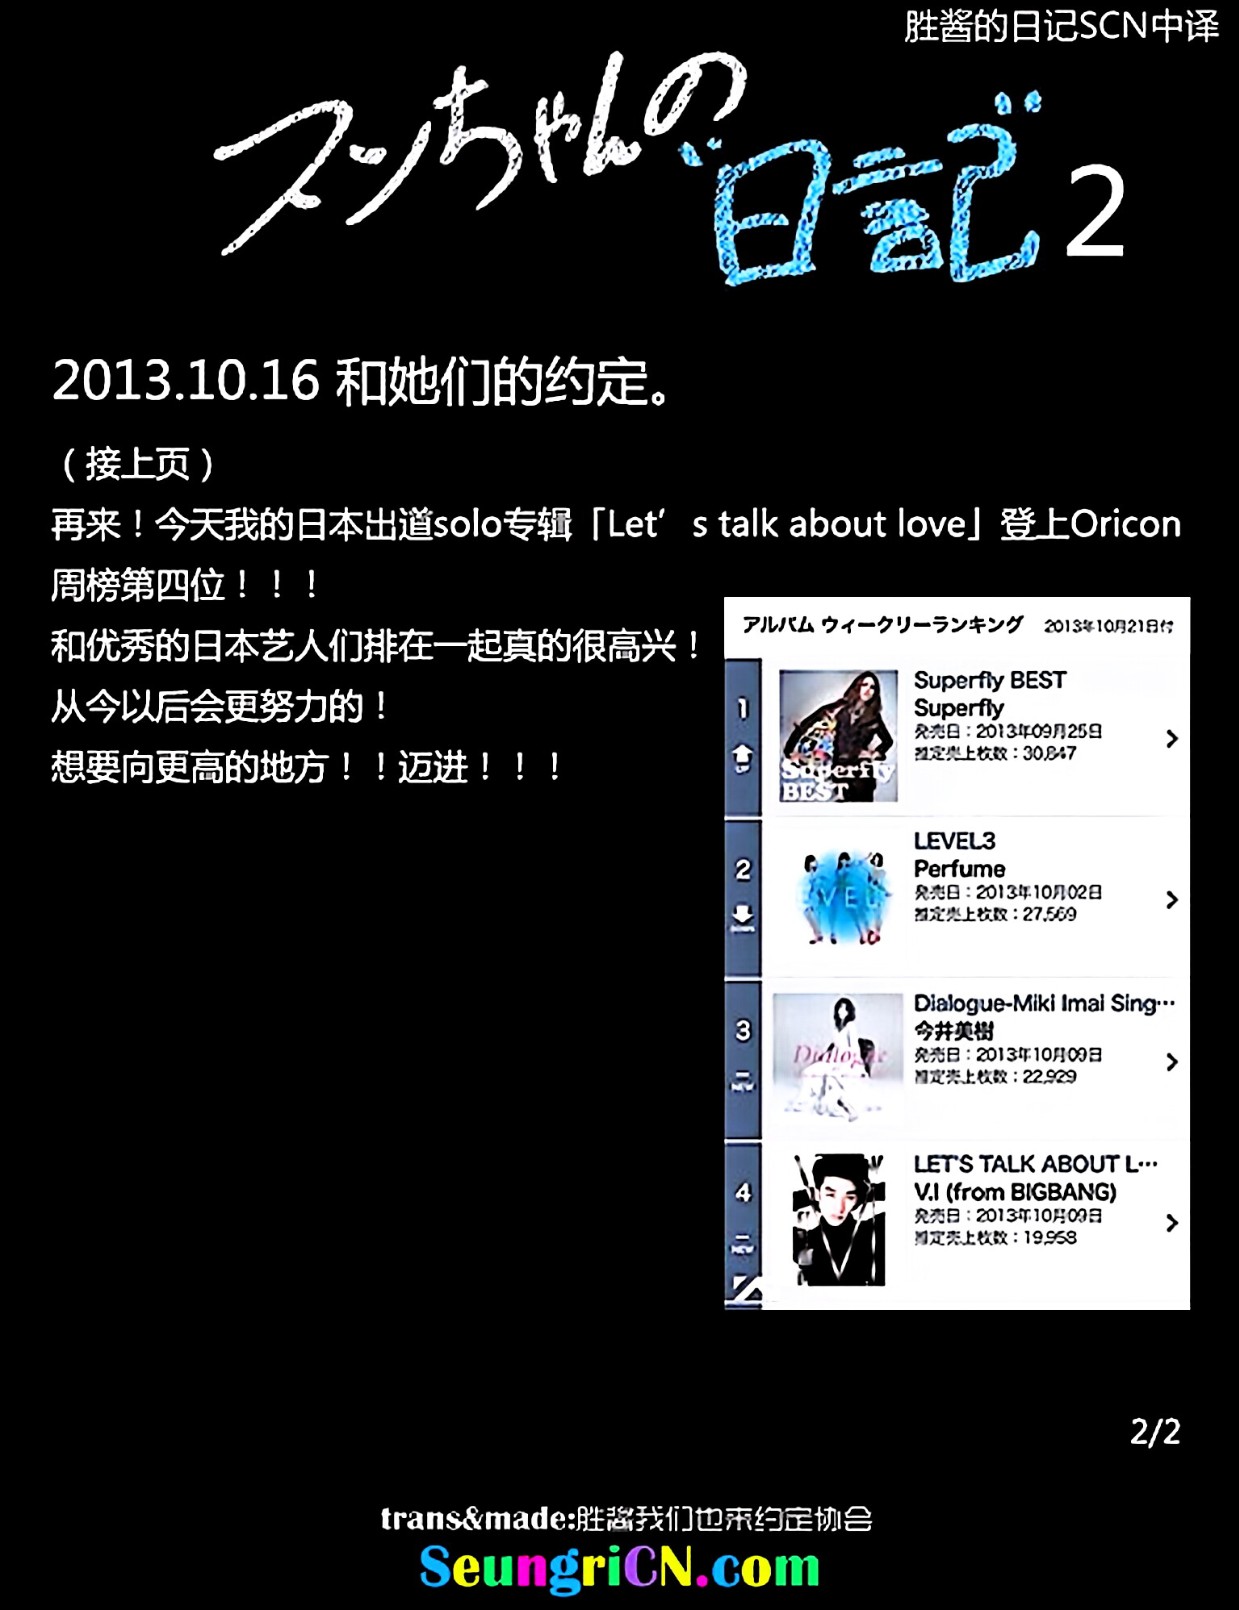 胜酱的日记SCN中译
スンちゃんの
日記2
2013.10.16 和她们的约定。
（接上页）
再来！今天我的日本出道solo专辑「Let's talk about love」登上Oricon
周榜第四位！！！
和优秀的日本艺人们排在一起真的很高兴！
从今以后会更努力的！
想要向更高的地方！！迈进！！！
アルバム ウィークリーランキング 2013年10月21日付
1
UP
Superfly BEST
Superfly
発売日：2013年09月25日
推定売上枚数：30,847
Superfly
BEST
2
DOWN
LEVEL3
Perfume
発売日：2013年10月02日
推定売上枚数：27,569
3
NEW
Dialogue-Miki Imai Sing…
今井美樹
発売日：2013年10月09日
推定売上枚数：22,929
Dialogue
4
NEW
LET'S TALK ABOUT L…
V.I (from BIGBANG)
発売日：2013年10月09日
推定売上枚数：19,958
2/2
trans&made:胜酱我们也来约定协会
SeungriCN.com